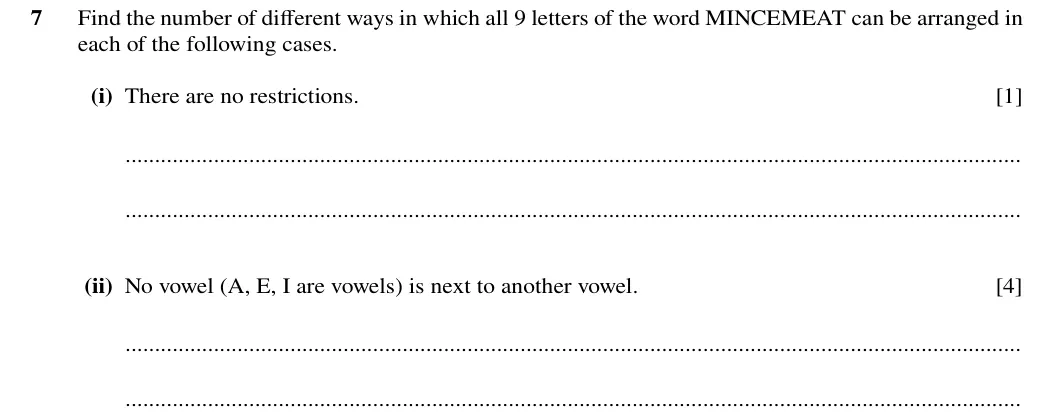 7 Find the number of different ways in which all 9 letters of the word MINCEMEAT can be arranged in
each of the following cases.
(i) There are no restrictions. [1]
(ii) No vowel (A, E, I are vowels) is next to another vowel. [4]